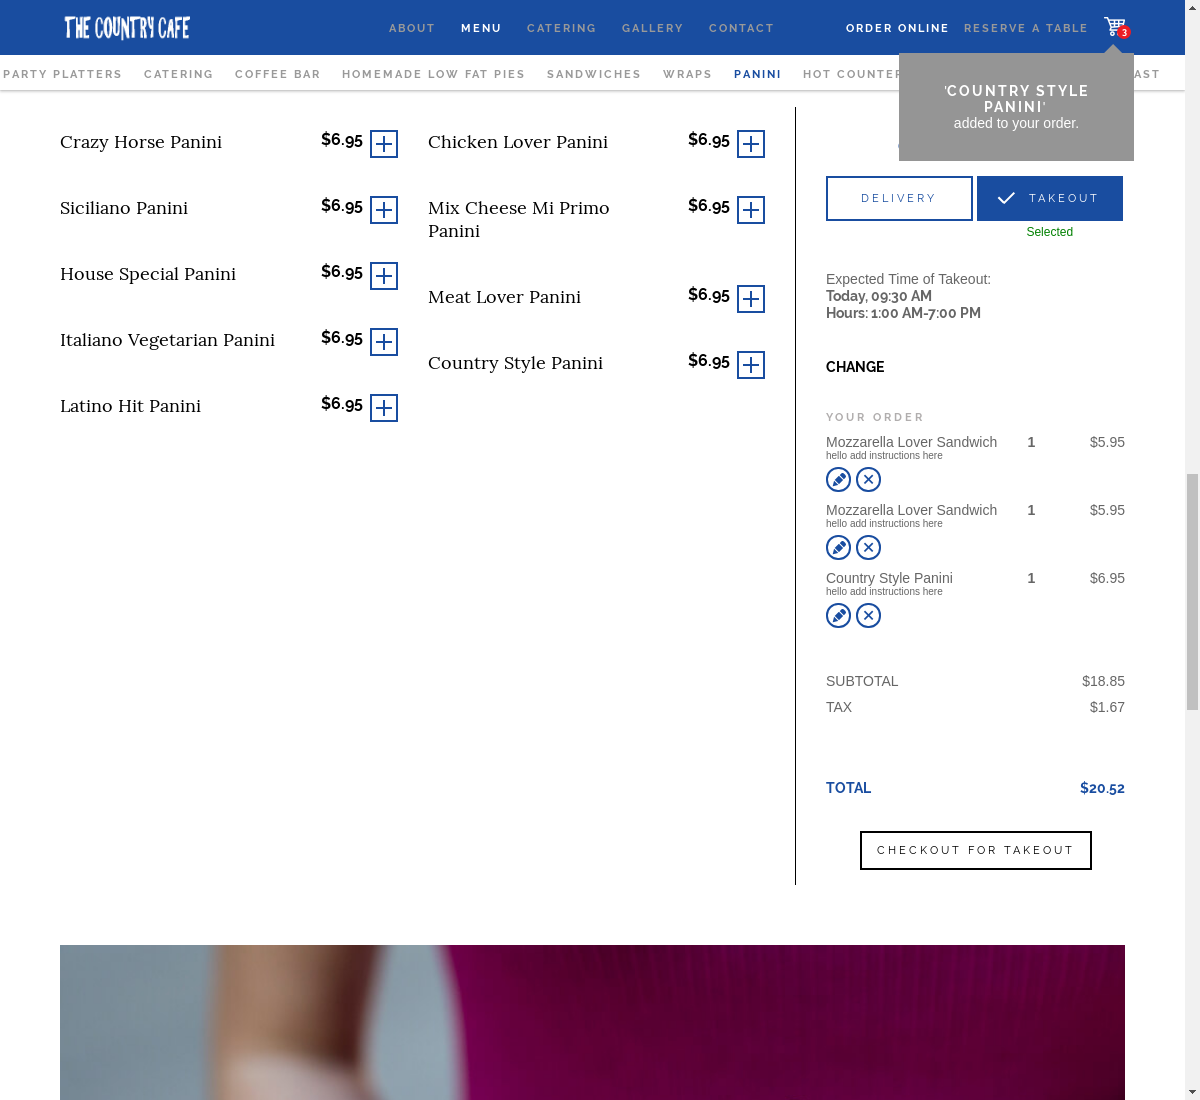 THE COUNTRY CAFE
ABOUT MENU CATERING GALLERY CONTACT ORDER ONLINE RESERVE A TABLE 3
PARTY PLATTERS CATERING COFFEE BAR HOMEMADE LOW FAT PIES SANDWICHES WRAPS PANINI HOT COUNTER
'COUNTRY STYLE
PANINI'
added to your order.
Crazy Horse Panini $6.95
Siciliano Panini $6.95
House Special Panini $6.95
Italiano Vegetarian Panini $6.95
Latino Hit Panini $6.95
Chicken Lover Panini $6.95
Mix Cheese Mi Primo $6.95
Panini
Meat Lover Panini $6.95
Country Style Panini $6.95
DELIVERY TAKEOUT
Selected
Expected Time of Takeout:
Today, 09:30 AM
Hours: 1:00 AM-7:00 PM
CHANGE
YOUR ORDER
Mozzarella Lover Sandwich 1 $5.95
hello add instructions here
Mozzarella Lover Sandwich 1 $5.95
hello add instructions here
Country Style Panini 1 $6.95
hello add instructions here
SUBTOTAL $18.85
TAX $1.67
TOTAL $20.52
CHECKOUT FOR TAKEOUT